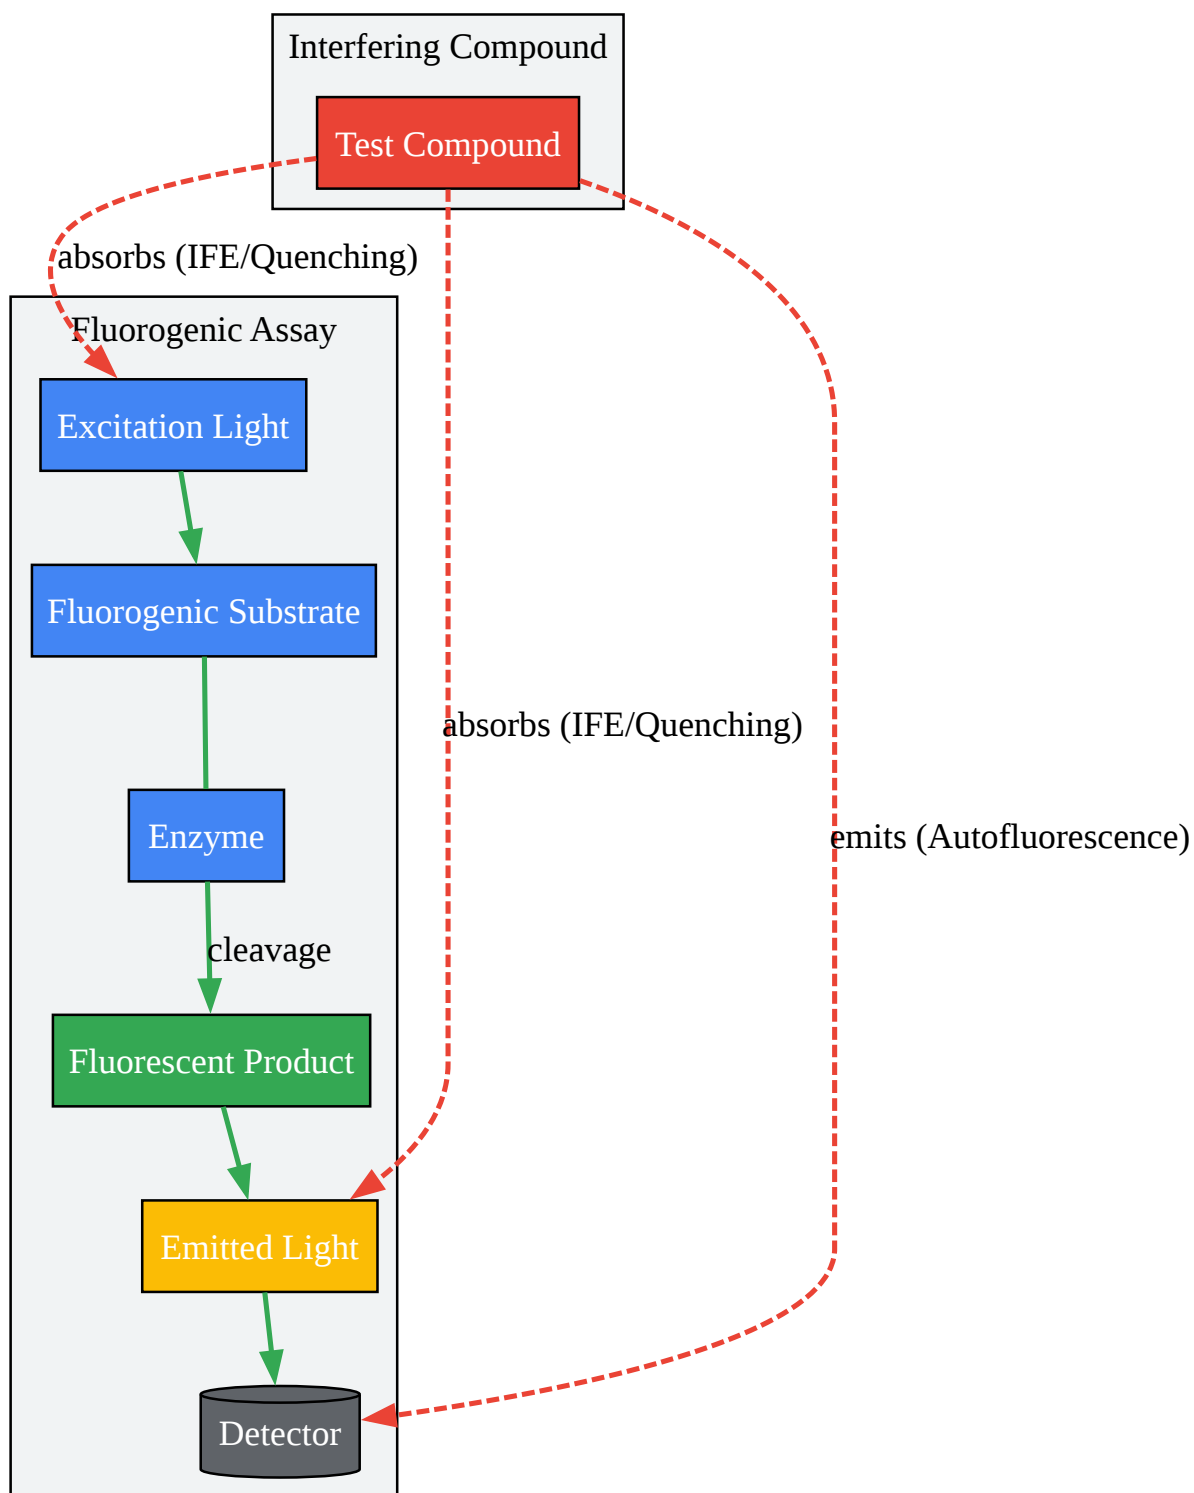 Interfering Compound
Test Compound
absorbs (IFE/Quenching)
Fluorogenic Assay
Excitation Light
Fluorogenic Substrate
absorbs (IFE/Quenching)
Enzyme
emits (Autofluorescence)
cleavage
Fluorescent Product
Emitted Light
Detector